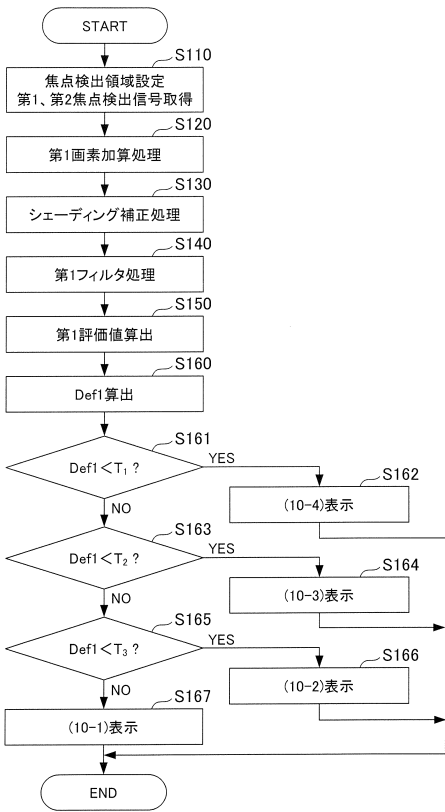 START
S110
焦点検出領域設定
第1、第2焦点検出信号取得
S120
第1画素加算処理
S130
シェーディング補正処理
S140
第1フィルタ処理
S150
第1評価値算出
S160
Def1算出
S161
Def1<T1?
YES
S162
(10-4)表示
NO
S163
Def1<T2?
YES
S164
(10-3)表示
NO
S165
Def1<T3?
YES
S166
(10-2)表示
NO
S167
(10-1)表示
END